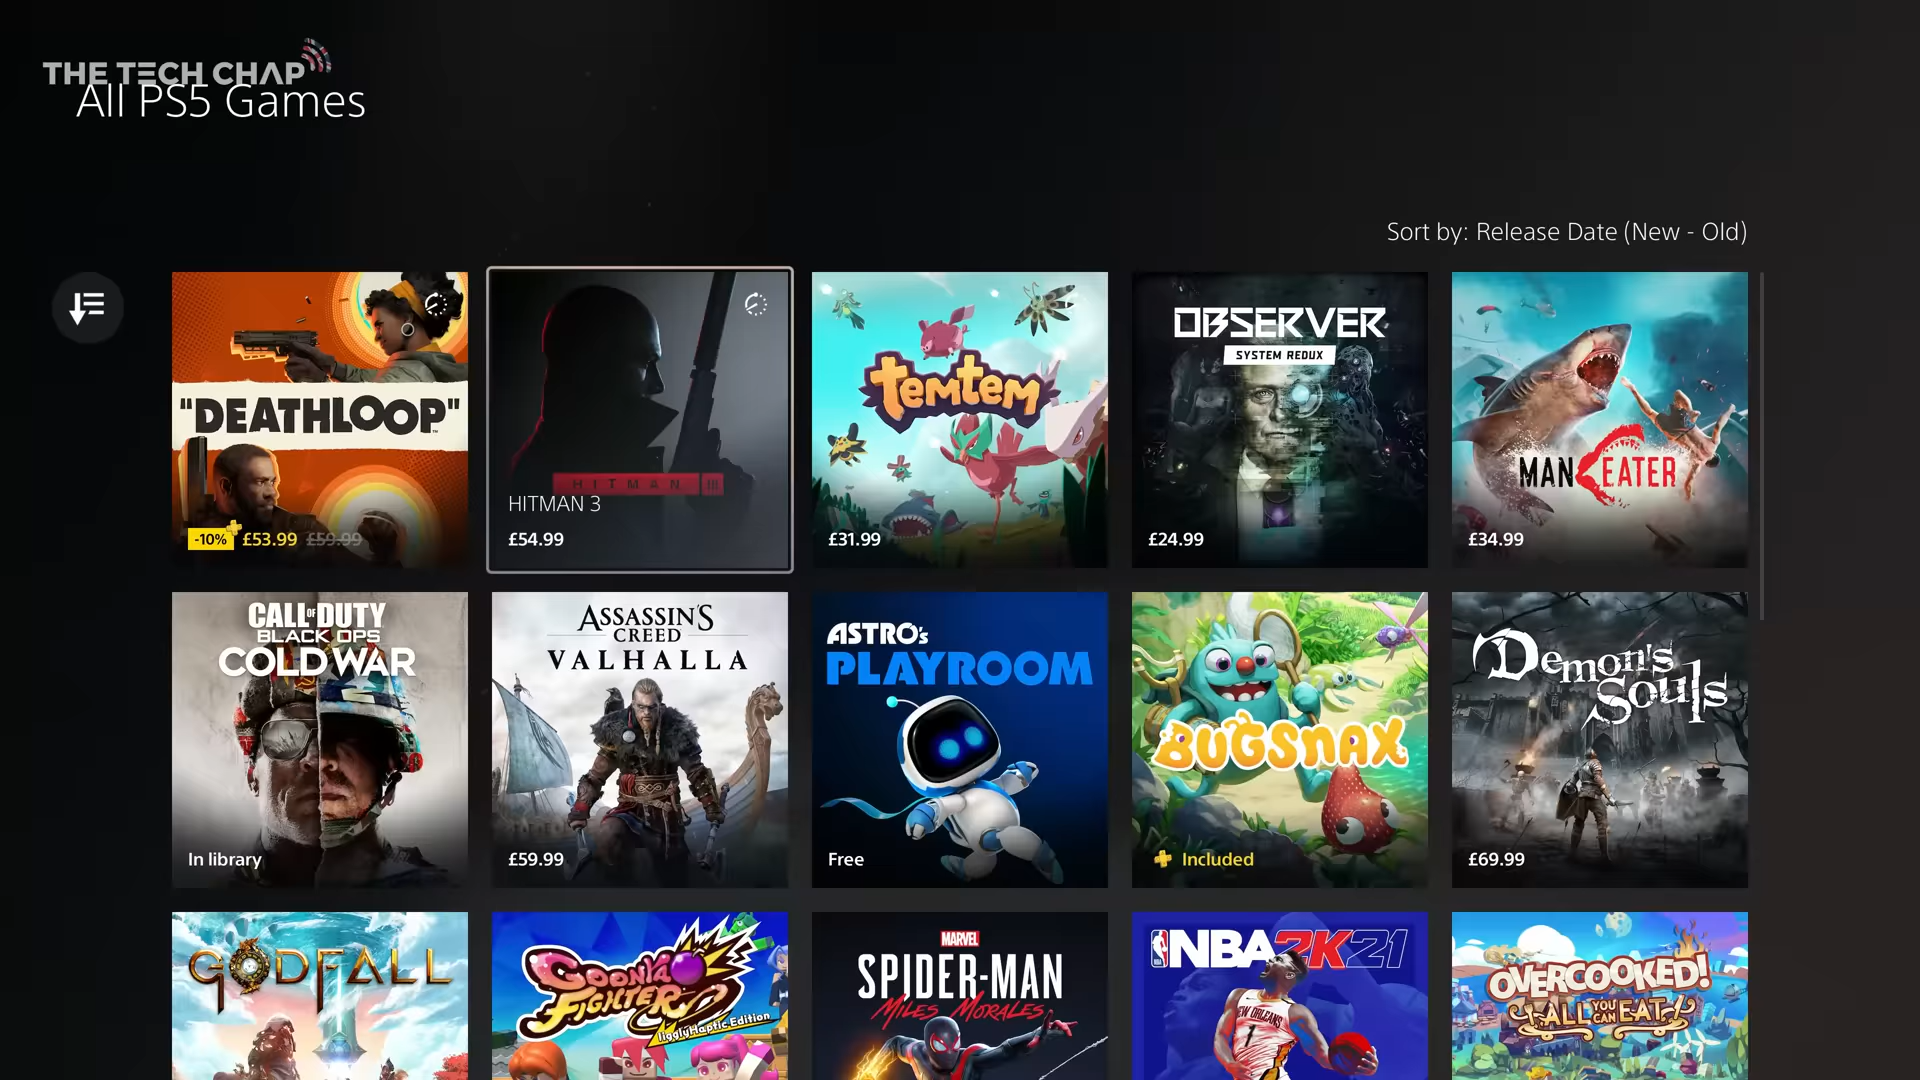 THE TECH CHAP
All PS5 Games
Sort by: Release Date (New - Old)
"DEATHLOOP"
-10% £53.99 £59.99
HITMAN III
HITMAN 3
£54.99
temtem
£31.99
OBSERVER
SYSTEM REDUX
£24.99
MANEATER
£34.99
CALL OF DUTY
BLACK OPS
COLD WAR
In library
ASSASSIN'S
CREED
VALHALLA
£59.99
ASTRO's
PLAYROOM
Free
BUGSNAX
Included
Demon's
Souls
£69.99
GODFALL
GOONYA
FIGHTER
JigglyHaptic Edition
MARVEL
SPIDER-MAN
MILES MORALES
NBA 2K21
NEW ORLEANS
1
OVERCOOKED!
ALL YOU CAN EAT